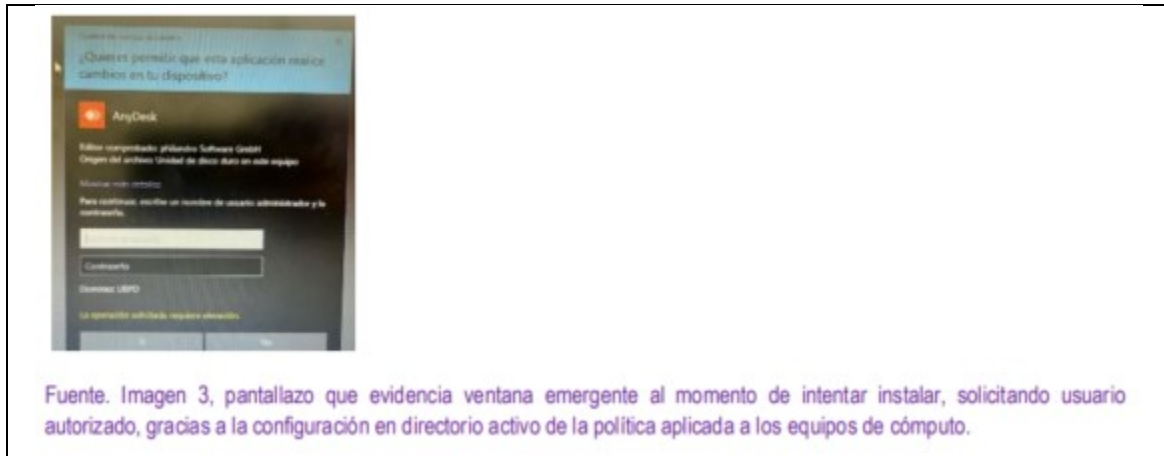 ¿Quieres permitir que esta aplicación realice
cambios en tu dispositivo?
AnyDesk
Editor comprobado: philandro Software GmbH
Origen del archivo: Unidad de disco duro en este equipo
Mostrar más detalles
Para continuar, escribe un nombre de usuario administrador y la
contraseña.
Contraseña
Dominio: UBPD
La operación solicitada requiere elevación.
No
Fuente. Imagen 3, pantallazo que evidencia ventana emergente al momento de intentar instalar, solicitando usuario
autorizado, gracias a la configuración en directorio activo de la política aplicada a los equipos de cómputo.